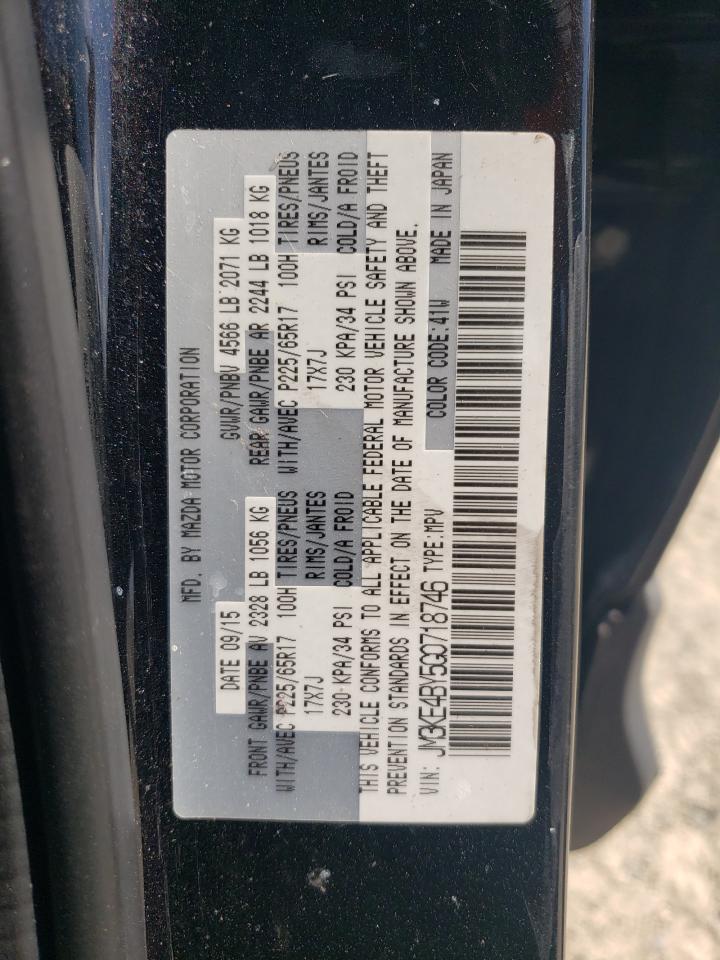 MFD. BY MAZDA MOTOR CORPORATION
DATE 09/15 GVWR/PNBV 4566 LB 2071 KG
FRONT GAWR/PNBE AV 2328 LB 1056 KG REAR GAWR/PNBE AR 2244 LB 1018 KG
WITH/AVEC P225/65R17 100H TIRES/PNEUS WITH/AVEC P225/65R17 100H TIRES/PNEUS
17X7J RIMS/JANTES 17X7J RIMS/JANTES
230 KPA/34 PSI COLD/A FROID 230 KPA/34 PSI COLD/A FROID
THIS VEHICLE CONFORMS TO ALL APPLICABLE FEDERAL MOTOR VEHICLE SAFETY AND THEFT
PREVENTION STANDARDS IN EFFECT ON THE DATE OF MANUFACTURE SHOWN ABOVE.
VIN: JM3KE4BY5G0718746 TYPE:MPV COLOR CODE:41W MADE IN JAPAN